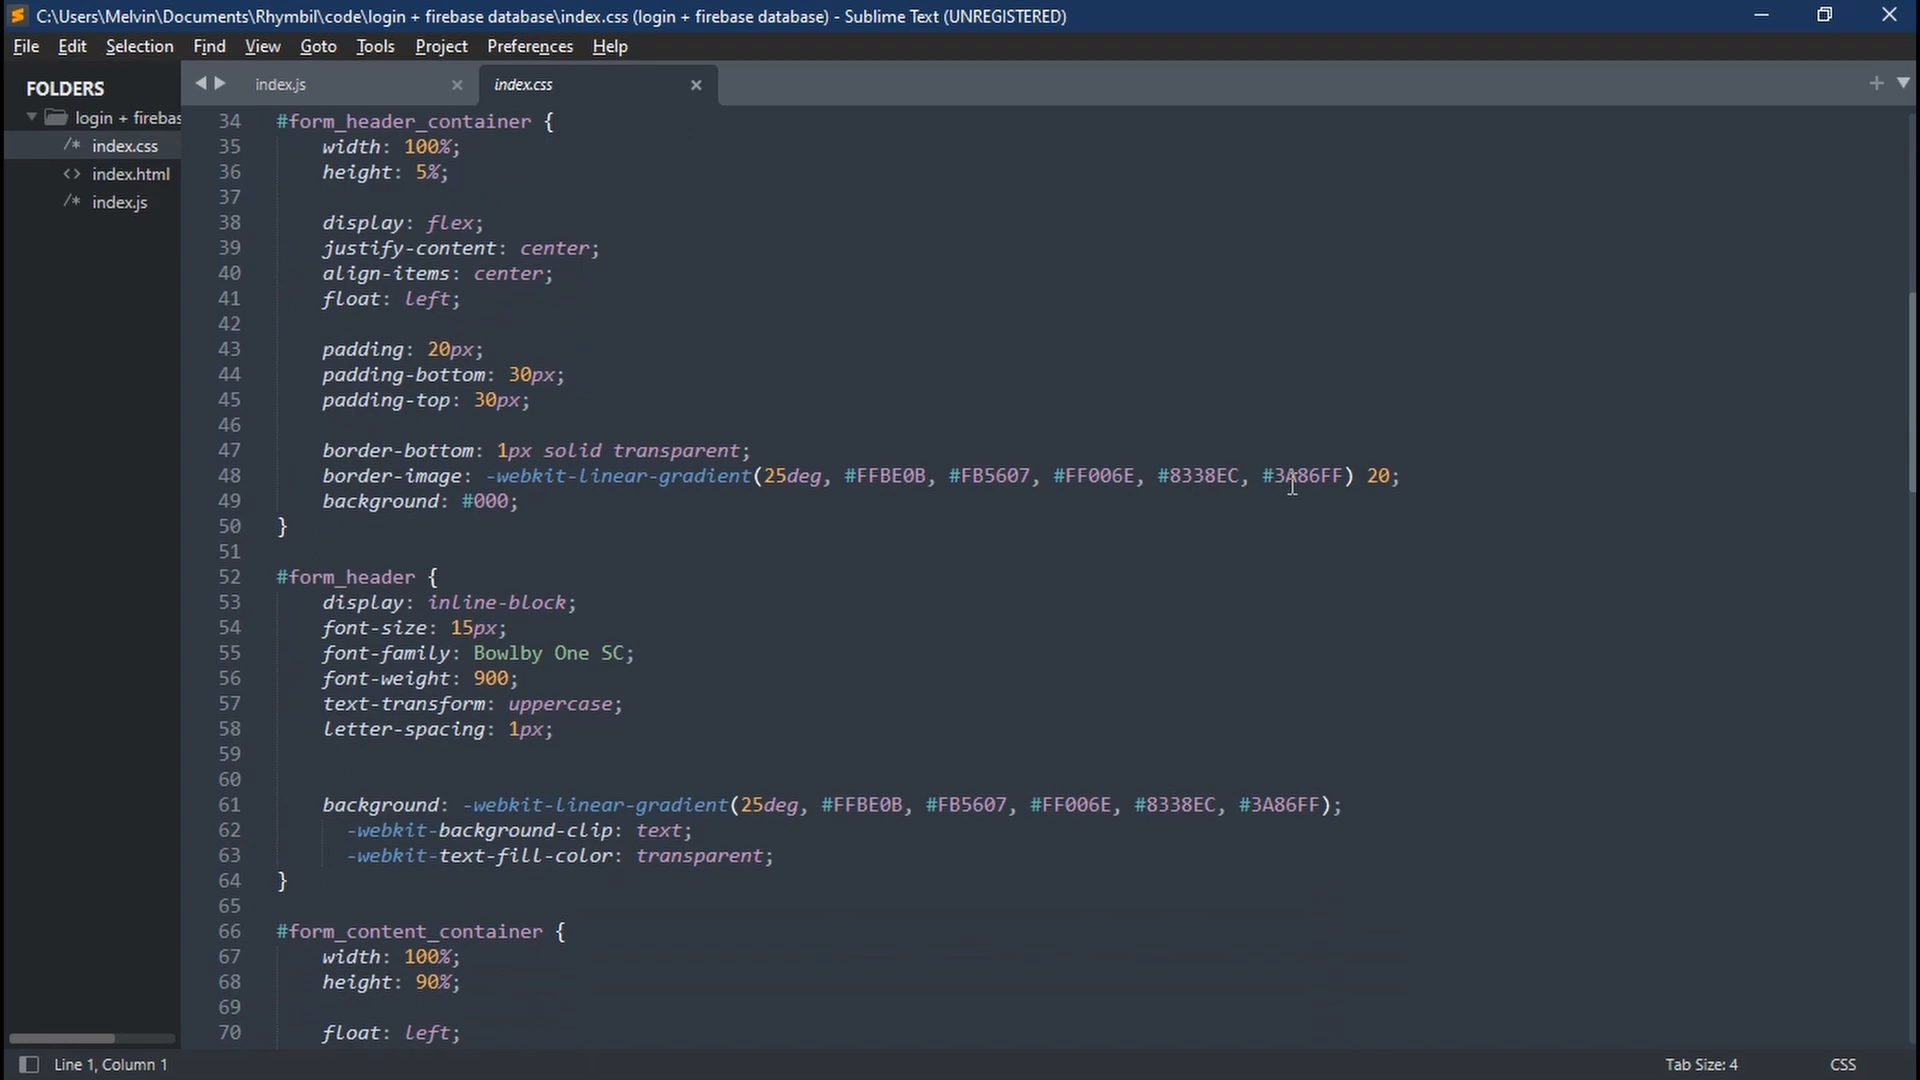 C:\Users\Melvin\Documents\Rhymbil\code\login + firebase database\index.css (login + firebase database) - Sublime Text (UNREGISTERED)
File Edit Selection Find View Goto Tools Project Preferences Help
FOLDERS
login + firebas
/* index.css
<> index.html
/* index.js
index.js
index.css
34 #form_header_container {
35 width: 100%;
36 height: 5%;
37
38 display: flex;
39 justify-content: center;
40 align-items: center;
41 float: left;
42
43 padding: 20px;
44 padding-bottom: 30px;
45 padding-top: 30px;
46
47 border-bottom: 1px solid transparent;
48 border-image: -webkit-linear-gradient(25deg, #FFBE0B, #FB5607, #FF006E, #8338EC, #3A86FF) 20;
49 background: #000;
50 }
51
52 #form_header {
53 display: inline-block;
54 font-size: 15px;
55 font-family: Bowlby One SC;
56 font-weight: 900;
57 text-transform: uppercase;
58 letter-spacing: 1px;
59
60
61 background: -webkit-linear-gradient(25deg, #FFBE0B, #FB5607, #FF006E, #8338EC, #3A86FF);
62 -webkit-background-clip: text;
63 -webkit-text-fill-color: transparent;
64 }
65
66 #form_content_container {
67 width: 100%;
68 height: 90%;
69
70 float: left;
Line 1, Column 1
Tab Size: 4
CSS